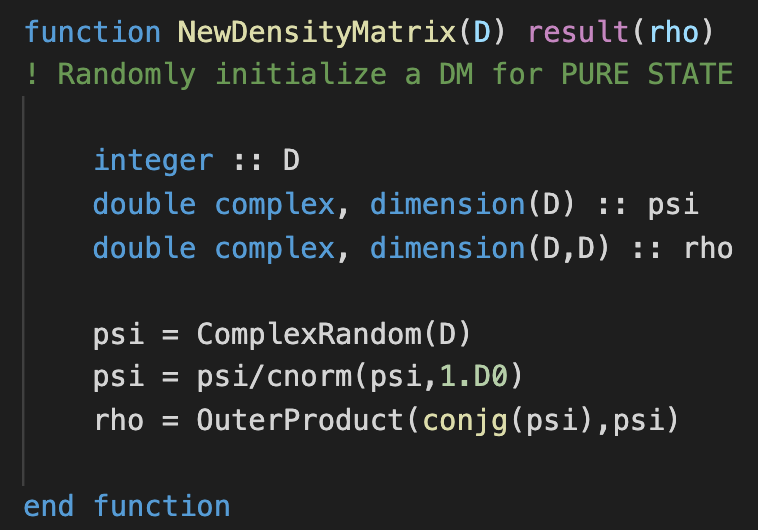 function NewDensityMatrix(D) result(rho)
! Randomly initialize a DM for PURE STATE
integer :: D
double complex, dimension(D) :: psi
double complex, dimension(D,D) :: rho
psi = ComplexRandom(D)
psi = psi/cnorm(psi,1.D0)
rho = OuterProduct(conjg(psi),psi)
end function